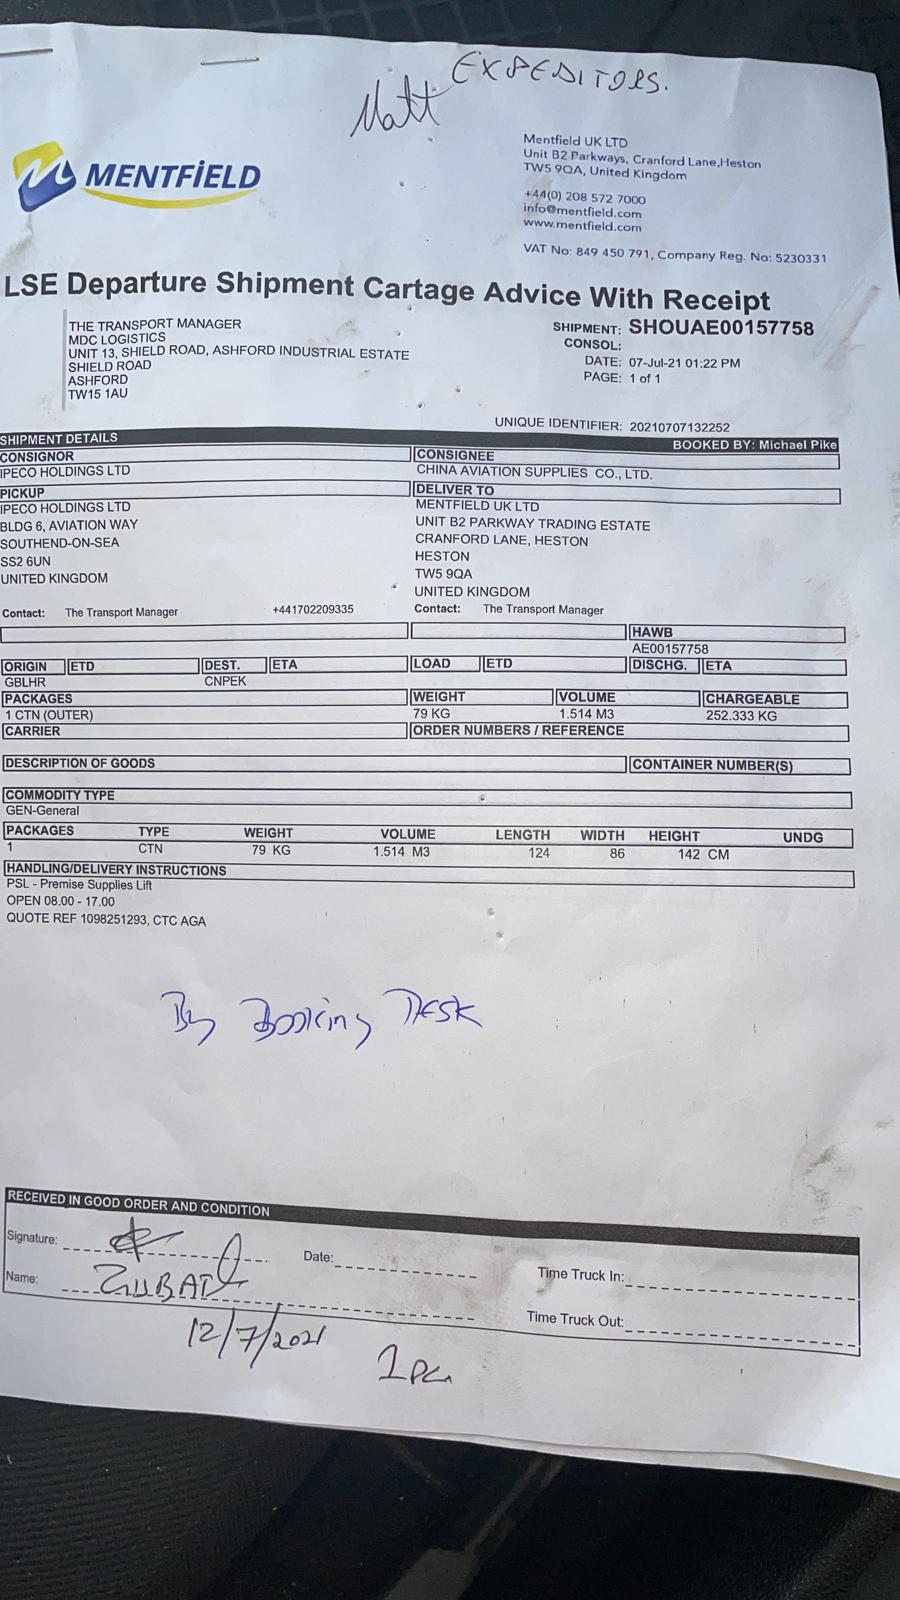 EXPEDITORS.
Matt
MENTFIELD
Mentfield UK LTD
Unit B2 Parkways, Cranford Lane,Heston
TW5 9QA, United Kingdom
+44(0) 208 572 7000
info@mentfield.com
www.mentfield.com
VAT No: 849 450 791, Company Reg. No: 5230331
LSE Departure Shipment Cartage Advice With Receipt
THE TRANSPORT MANAGER
MDC LOGISTICS
UNIT 13, SHIELD ROAD, ASHFORD INDUSTRIAL ESTATE
SHIELD ROAD
ASHFORD
TW15 1AU
SHIPMENT: SHOUAE00157758
CONSOL:
DATE: 07-Jul-21 01:22 PM
PAGE: 1 of 1
UNIQUE IDENTIFIER: 20210707132252
SHIPMENT DETAILS BOOKED BY: Michael Pike
CONSIGNOR CONSIGNEE
IPECO HOLDINGS LTD CHINA AVIATION SUPPLIES CO., LTD.
PICKUP DELIVER TO
IPECO HOLDINGS LTD MENTFIELD UK LTD
BLDG 6, AVIATION WAY UNIT B2 PARKWAY TRADING ESTATE
SOUTHEND-ON-SEA CRANFORD LANE, HESTON
SS2 6UN HESTON
UNITED KINGDOM TW5 9QA
UNITED KINGDOM
Contact: The Transport Manager +441702209335 Contact: The Transport Manager
HAWB
AE00157758
ORIGIN ETD DEST. ETA LOAD ETD DISCHG. ETA
GBLHR CNPEK
PACKAGES WEIGHT VOLUME CHARGEABLE
1 CTN (OUTER) 79 KG 1.514 M3 252.333 KG
CARRIER ORDER NUMBERS / REFERENCE
DESCRIPTION OF GOODS CONTAINER NUMBER(S)
COMMODITY TYPE
GEN-General
PACKAGES TYPE WEIGHT VOLUME LENGTH WIDTH HEIGHT UNDG
1 CTN 79 KG 1.514 M3 124 86 142 CM
HANDLING/DELIVERY INSTRUCTIONS
PSL - Premise Supplies Lift
OPEN 08.00 - 17.00
QUOTE REF 1098251293, CTC AGA
By Booking Desk
RECEIVED IN GOOD ORDER AND CONDITION
Signature: Date: Time Truck In:
Name: Time Truck Out:
12/7/2021